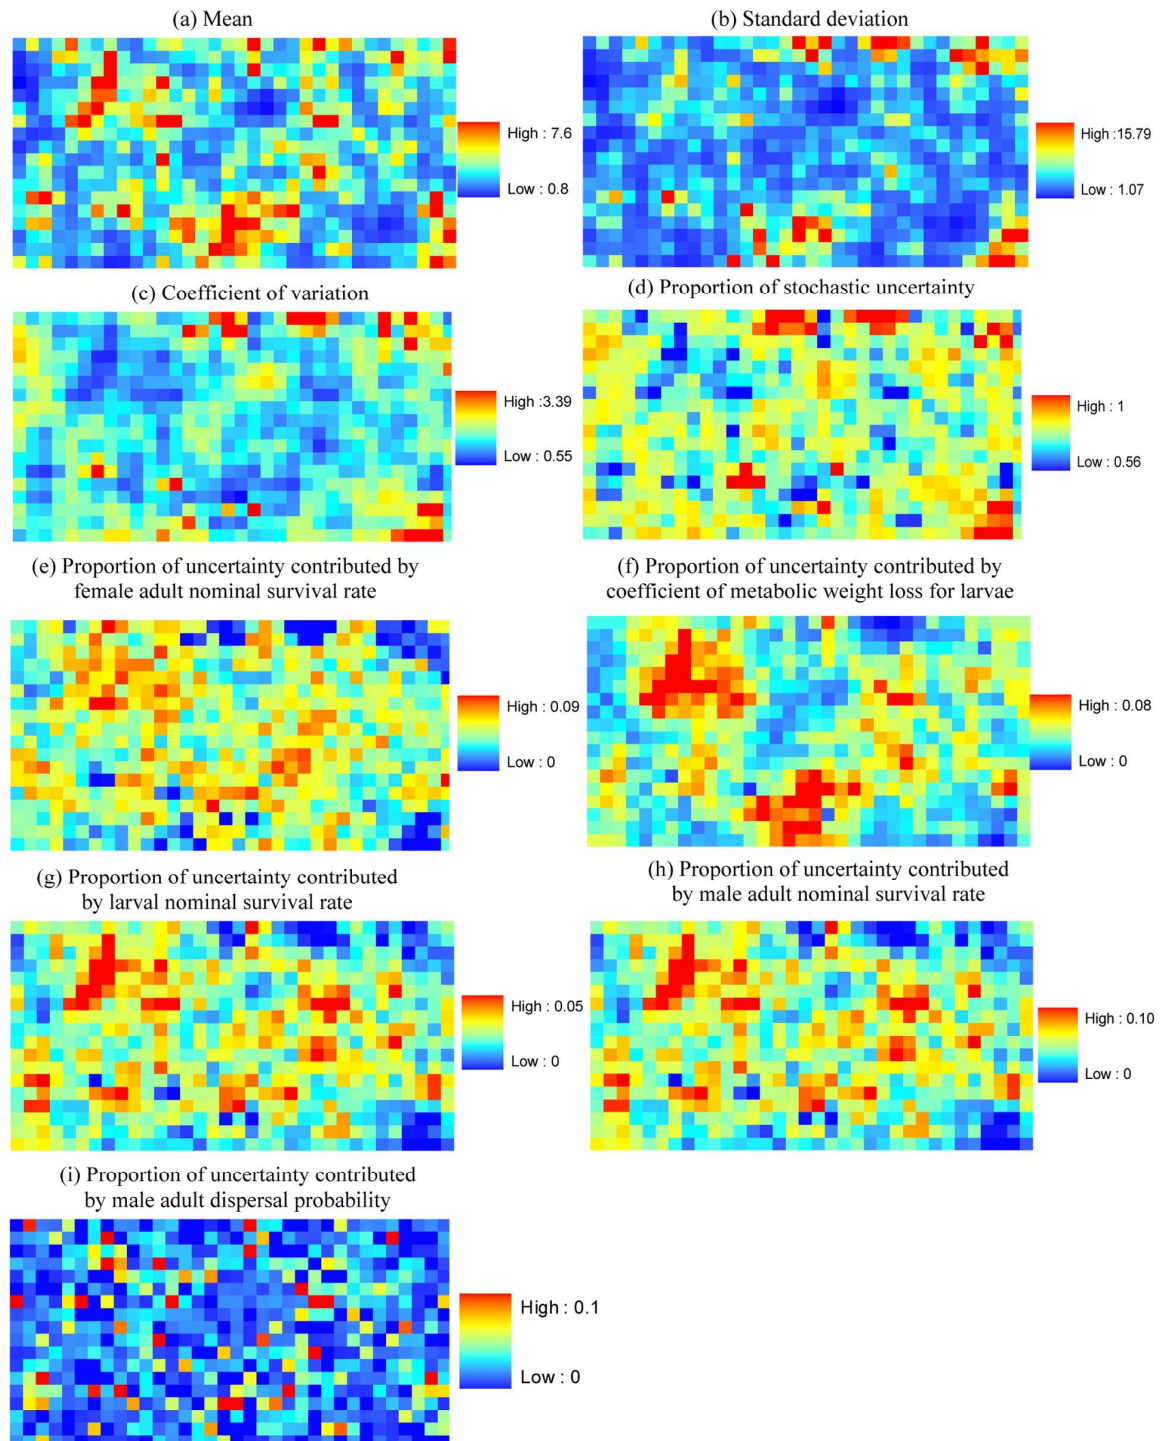 (a) Mean
High : 7.6
Low : 0.8
(b) Standard deviation
High :15.79
Low : 1.07
(c) Coefficient of variation
High :3.39
Low : 0.55
(d) Proportion of stochastic uncertainty
High : 1
Low : 0.56
(e) Proportion of uncertainty contributed by
female adult nominal survival rate
High : 0.09
Low : 0
(f) Proportion of uncertainty contributed by
coefficient of metabolic weight loss for larvae
High : 0.08
Low : 0
(g) Proportion of uncertainty contributed
by larval nominal survival rate
High : 0.05
Low : 0
(h) Proportion of uncertainty contributed
by male adult nominal survival rate
High : 0.10
Low : 0
(i) Proportion of uncertainty contributed
by male adult dispersal probability
High : 0.1
Low : 0